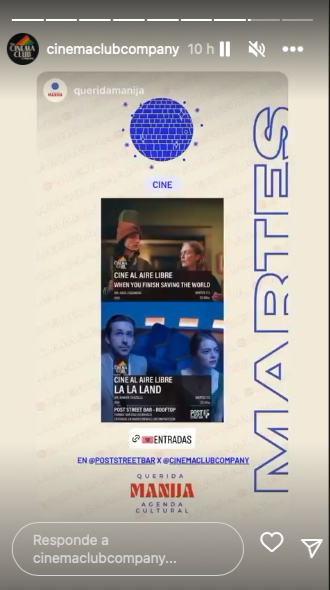 cinemaclubcompany 10 h
queridamanija
CINE
MARTES
CINE AL AIRE LIBRE
WHEN YOU FINISH SAVING THE WORLD
CINE AL AIRE LIBRE
LA LA LAND
POST STREET BAR - ROOFTOP
ENTRADAS
EN @POSTSTREETBAR X @CINEMACLUBCOMPANY
QUERIDA
MANIJA
AGENDA
CULTURAL
Responde a
cinemaclubcompany...